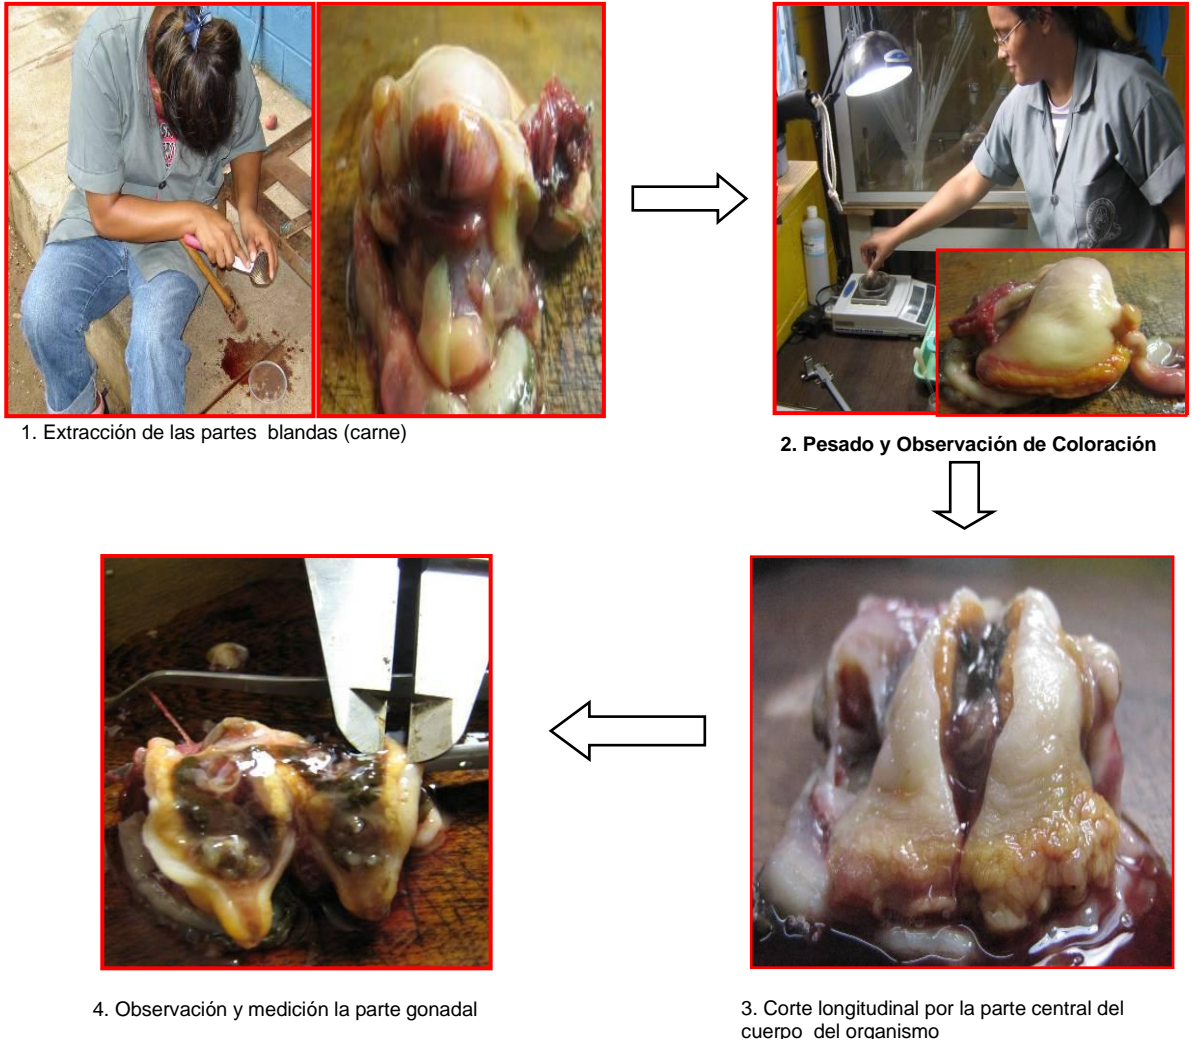 1. Extracción de las partes blandas (carne)
2. Pesado y Observación de Coloración
3. Corte longitudinal por la parte central del
cuerpo del organismo
4. Observación y medición la parte gonadal